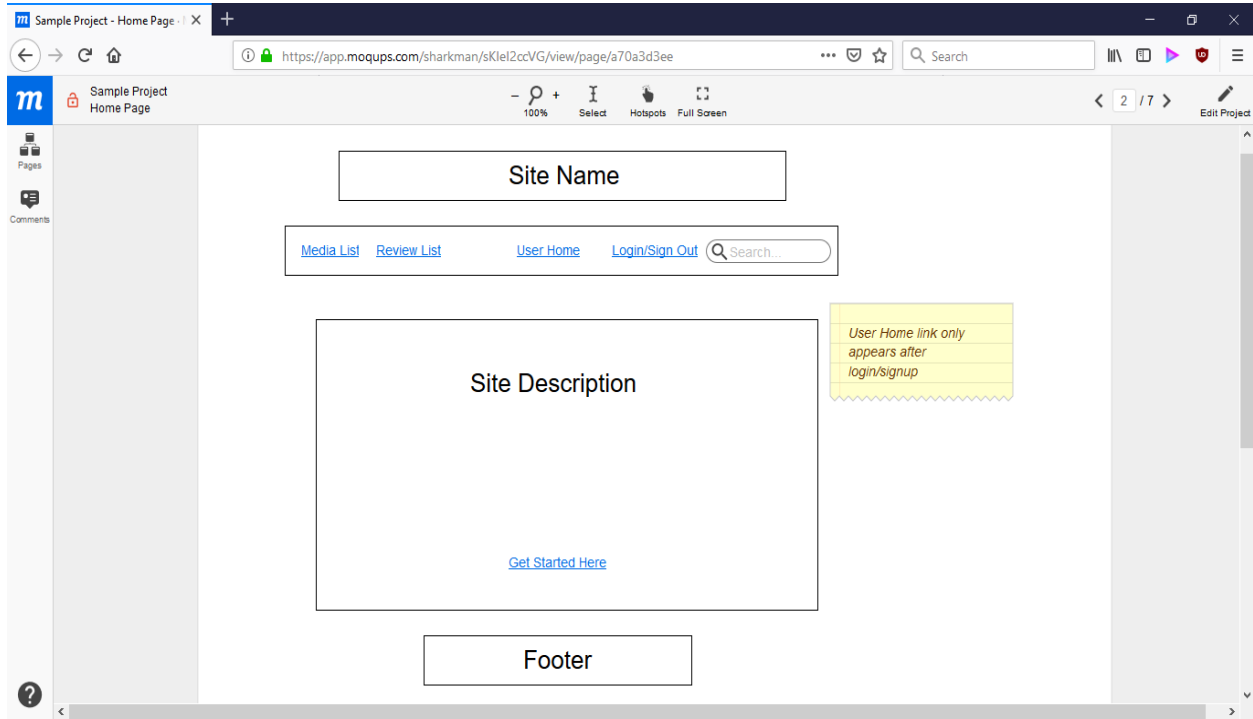 m Sample Project - Home Page -
https://app.moqups.com/sharkman/sKIeI2ccVG/view/page/a70a3d3ee
Search
m
Sample Project
Home Page
- +
100%
Select
Hotspots
Full Screen
2 / 7
Edit Project
Pages
Comments
Site Name
Media List Review List User Home Login/Sign Out Search...
Site Description
User Home link only
appears after
login/signup
Get Started Here
Footer
?